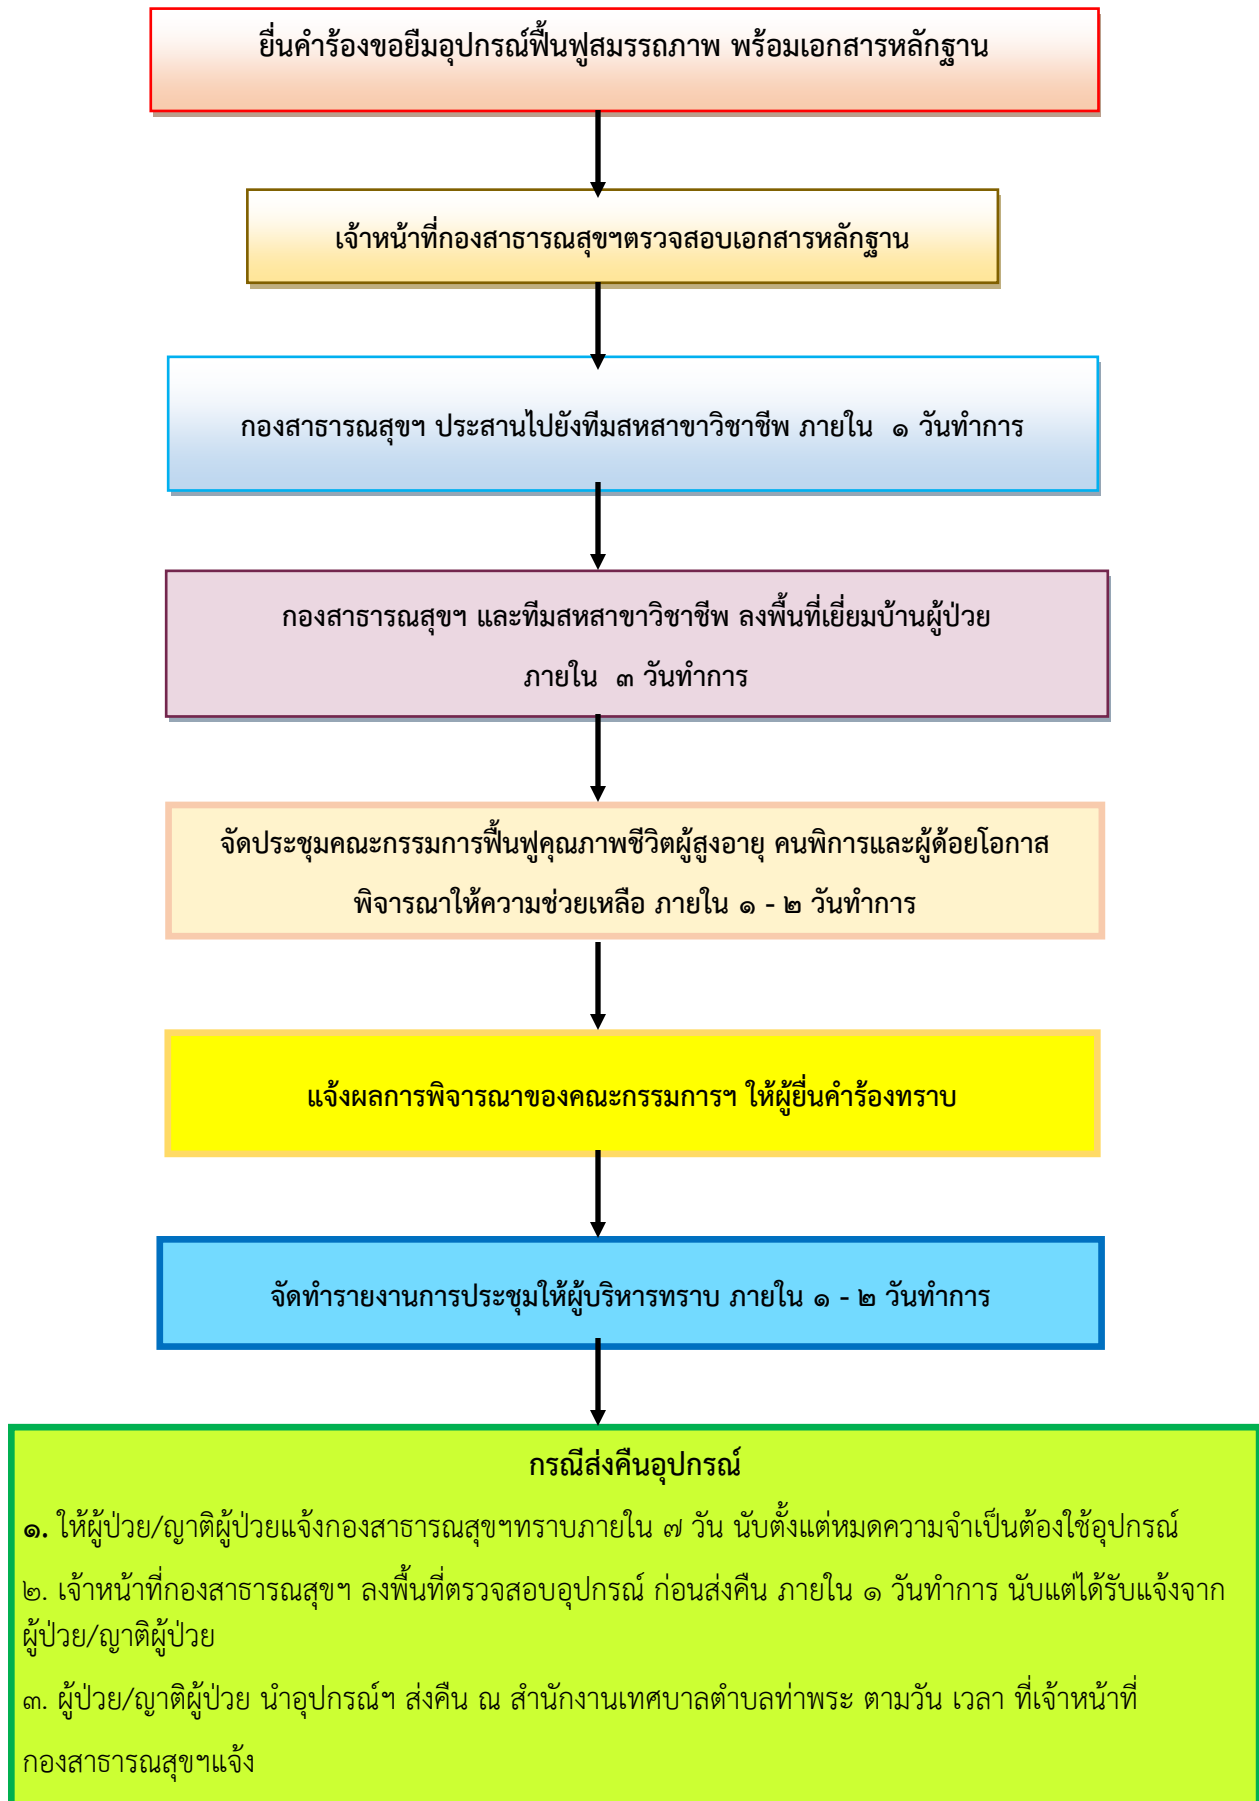 ยื่นคำร้องขอยืมอุปกรณ์ฟื้นฟูสมรรถภาพ พร้อมเอกสารหลักฐาน
เจ้าหน้าที่กองสาธารณสุขฯตรวจสอบเอกสารหลักฐาน
กองสาธารณสุขฯ ประสานไปยังทีมสหสาขาวิชาชีพ ภายใน ๑ วันทำการ
กองสาธารณสุขฯ และทีมสหสาขาวิชาชีพ ลงพื้นที่เยี่ยมบ้านผู้ป่วย
ภายใน ๓ วันทำการ
จัดประชุมคณะกรรมการฟื้นฟูคุณภาพชีวิตผู้สูงอายุ คนพิการและผู้ด้อยโอกาส
พิจารณาให้ความช่วยเหลือ ภายใน ๑ - ๒ วันทำการ
แจ้งผลการพิจารณาของคณะกรรมการฯ ให้ผู้ยื่นคำร้องทราบ
จัดทำรายงานการประชุมให้ผู้บริหารทราบ ภายใน ๑ - ๒ วันทำการ
กรณีส่งคืนอุปกรณ์
๑. ให้ผู้ป่วย/ญาติผู้ป่วยแจ้งกองสาธารณสุขฯทราบภายใน ๗ วัน นับตั้งแต่หมดความจำเป็นต้องใช้อุปกรณ์
๒. เจ้าหน้าที่กองสาธารณสุขฯ ลงพื้นที่ตรวจสอบอุปกรณ์ ก่อนส่งคืน ภายใน ๑ วันทำการ นับแต่ได้รับแจ้งจาก
ผู้ป่วย/ญาติผู้ป่วย
๓. ผู้ป่วย/ญาติผู้ป่วย นำอุปกรณ์ฯ ส่งคืน ณ สำนักงานเทศบาลตำบลท่าพระ ตามวัน เวลา ที่เจ้าหน้าที่
กองสาธารณสุขฯแจ้ง